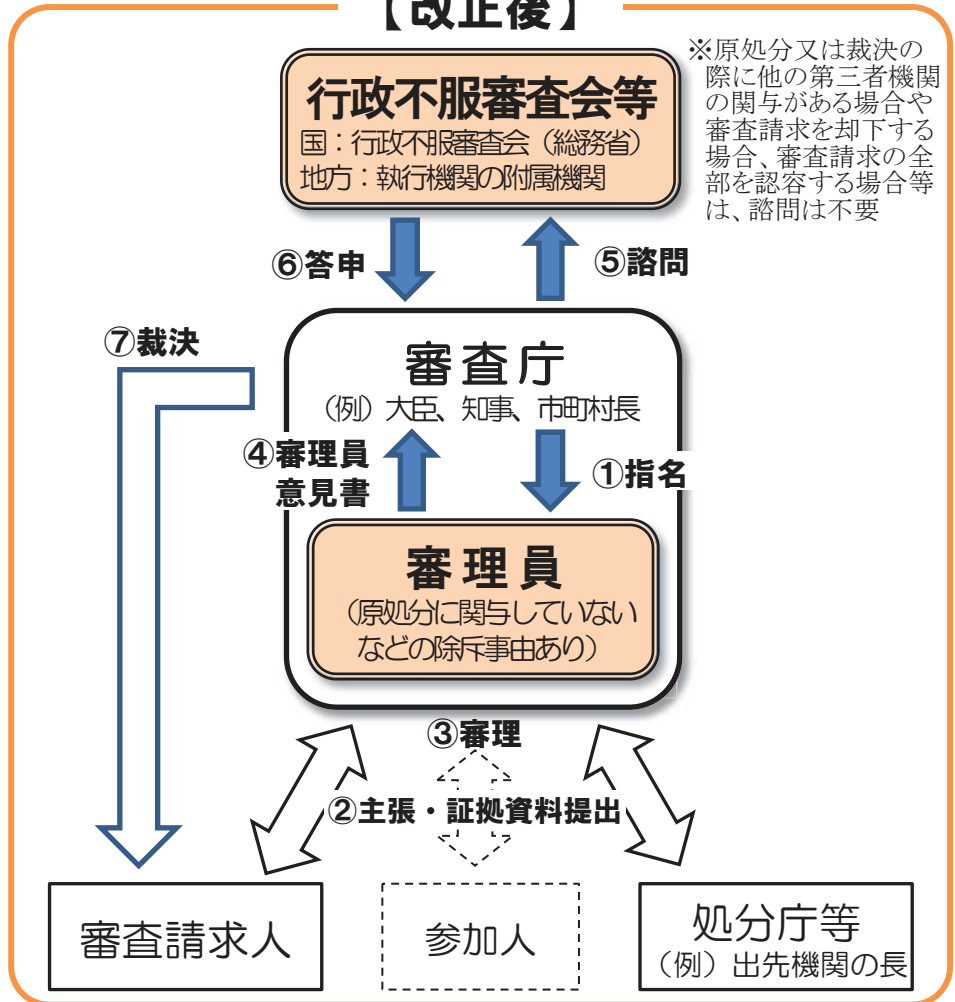 【改正後】
行政不服審査会等
国：行政不服審査会（総務省）
地方：執行機関の附属機関
※原処分又は裁決の
際に他の第三者機関
の関与がある場合や
審査請求を却下する
場合、審査請求の全
部を認容する場合等
は、諮問は不要
⑥答申
⑤諮問
⑦裁決
審査庁
（例）大臣、知事、市町村長
④審理員
意見書
①指名
審理員
（原処分に関与していない
などの除斥事由あり）
③審理
②主張・証拠資料提出
審査請求人
参加人
処分庁等
（例）出先機関の長